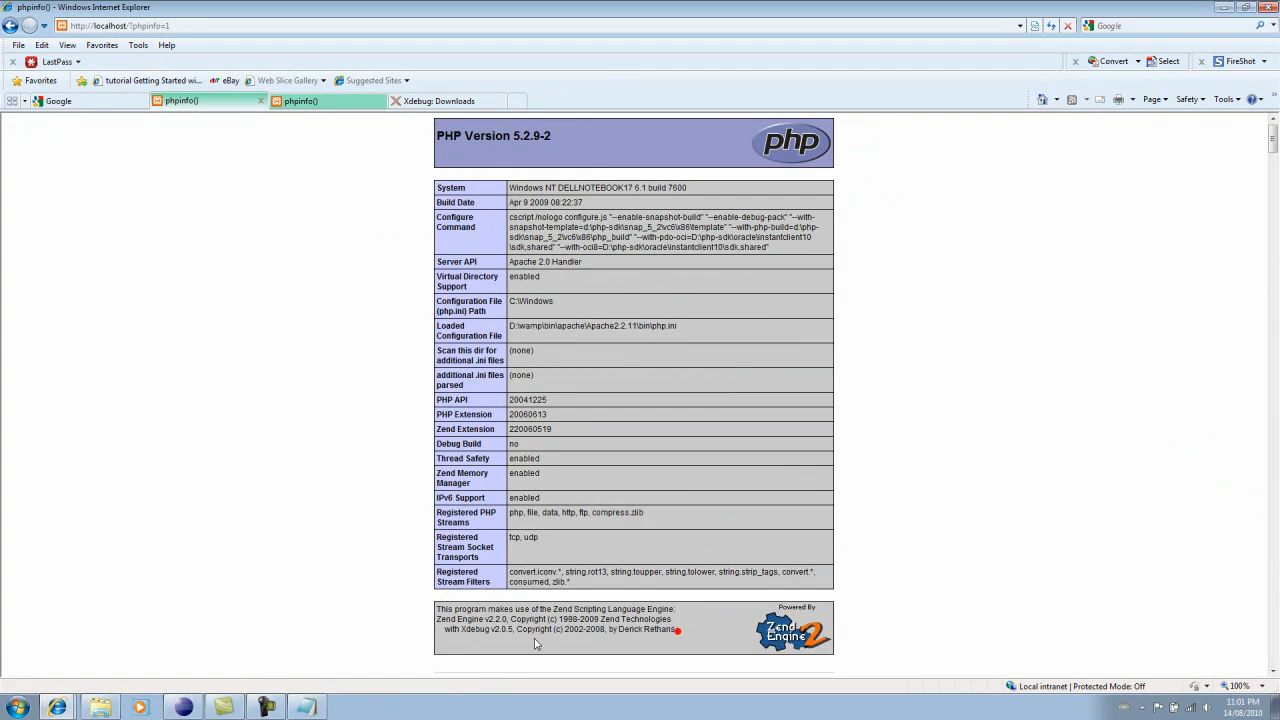 phpinfo() - Windows Internet Explorer
http://localhost/?phpinfo=1
Google
File Edit View Favorites Tools Help
LastPass
Convert
Select
FireShot
Favorites
tutorial Getting Started wi...
eBay
Web Slice Gallery
Suggested Sites
Google
phpinfo()
phpinfo()
Xdebug: Downloads
Page
Safety
Tools
PHP Version 5.2.9-2
php
System Windows NT DELLNOTEBOOK17 6.1 build 7600
Build Date Apr 9 2009 08:22:37
Configure Command
cscript /nologo configure.js "--enable-snapshot-build" "--enable-debug-pack" "--with-
snapshot-template=d:\php-sdk\snap_5_2\vc6\x86\template" "--with-php-build=d:\php-
sdk\snap_5_2\vc6\x86\php_build" "--with-pdo-oci=D:\php-sdk\oracle\instantclient10
\sdk,shared" "--with-oci8=D:\php-sdk\oracle\instantclient10\sdk,shared"
Server API Apache 2.0 Handler
Virtual Directory Support enabled
Configuration File (php.ini) Path C:\Windows
Loaded Configuration File D:\wamp\bin\apache\Apache2.2.11\bin\php.ini
Scan this dir for additional .ini files (none)
additional .ini files parsed (none)
PHP API 20041225
PHP Extension 20060613
Zend Extension 220060519
Debug Build no
Thread Safety enabled
Zend Memory Manager enabled
IPv6 Support enabled
Registered PHP Streams php, file, data, http, ftp, compress.zlib
Registered Stream Socket Transports tcp, udp
Registered Stream Filters
convert.iconv.*, string.rot13, string.toupper, string.tolower, string.strip_tags, convert.*,
consumed, zlib.*
This program makes use of the Zend Scripting Language Engine:
Zend Engine v2.2.0, Copyright (c) 1998-2009 Zend Technologies
with Xdebug v2.0.5, Copyright (c) 2002-2008, by Derick Rethans
Powered By
Zend Engine 2
Local intranet | Protected Mode: Off
100%
11:01 PM
14/08/2010